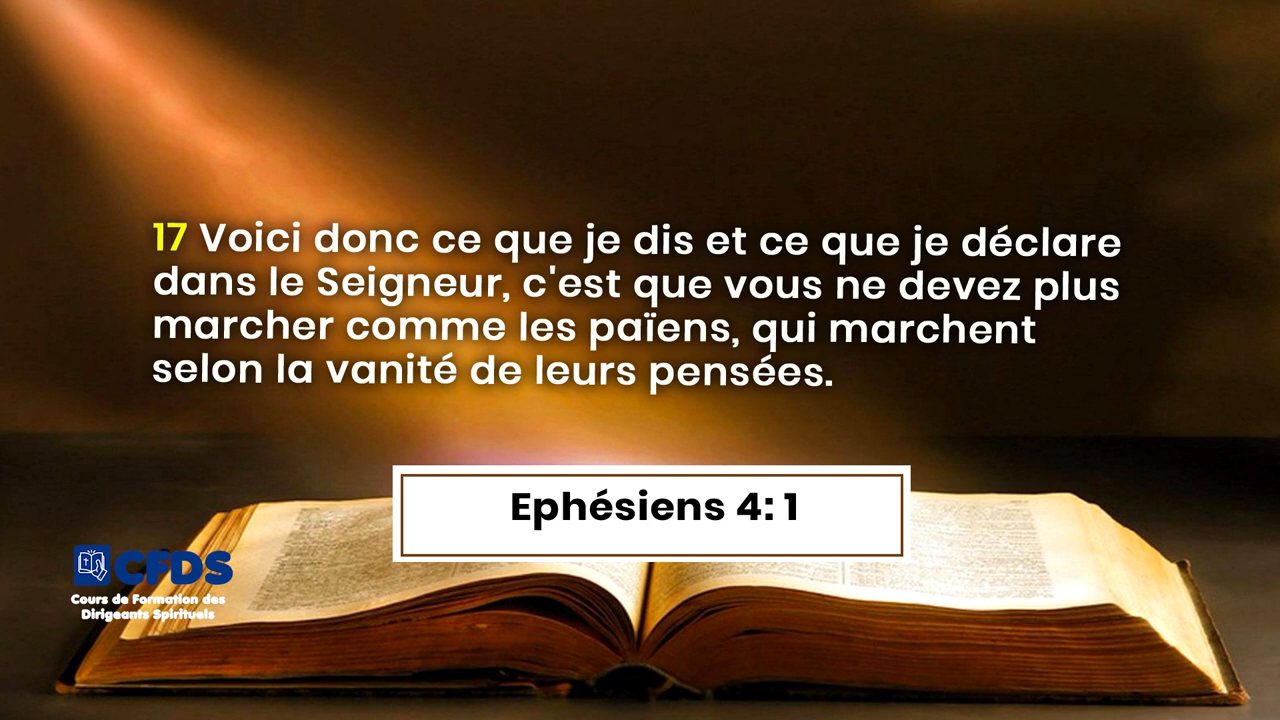 17 Voici donc ce que je dis et ce que je déclare
dans le Seigneur, c'est que vous ne devez plus
marcher comme les païens, qui marchent
selon la vanité de leurs pensées.
Ephésiens 4: 1
CFDS
Cours de Formation des
Dirigeants Spirituels